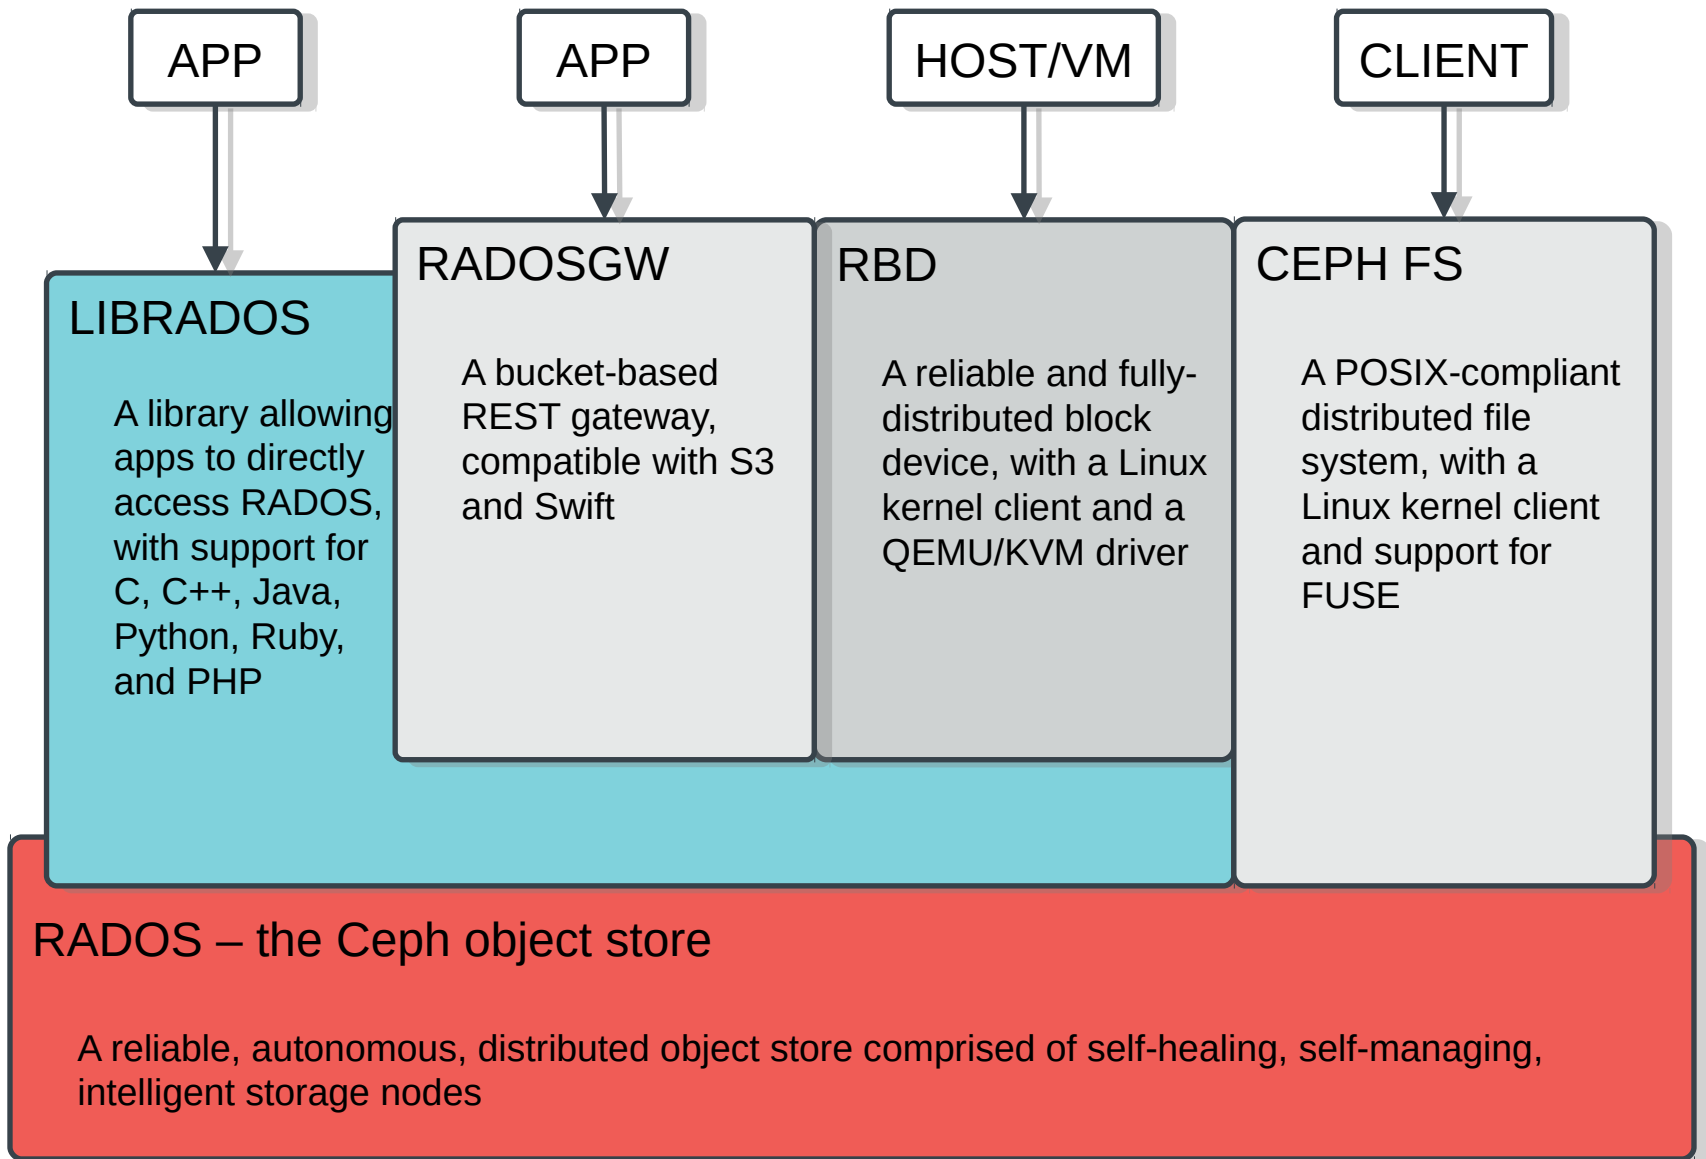 APP
APP
HOST/VM
CLIENT
LIBRADOS
A library allowing
apps to directly
access RADOS,
with support for
C, C++, Java,
Python, Ruby,
and PHP
RADOSGW
A bucket-based
REST gateway,
compatible with S3
and Swift
RBD
A reliable and fully-
distributed block
device, with a Linux
kernel client and a
QEMU/KVM driver
CEPH FS
A POSIX-compliant
distributed file
system, with a
Linux kernel client
and support for
FUSE
RADOS – the Ceph object store
A reliable, autonomous, distributed object store comprised of self-healing, self-managing,
intelligent storage nodes